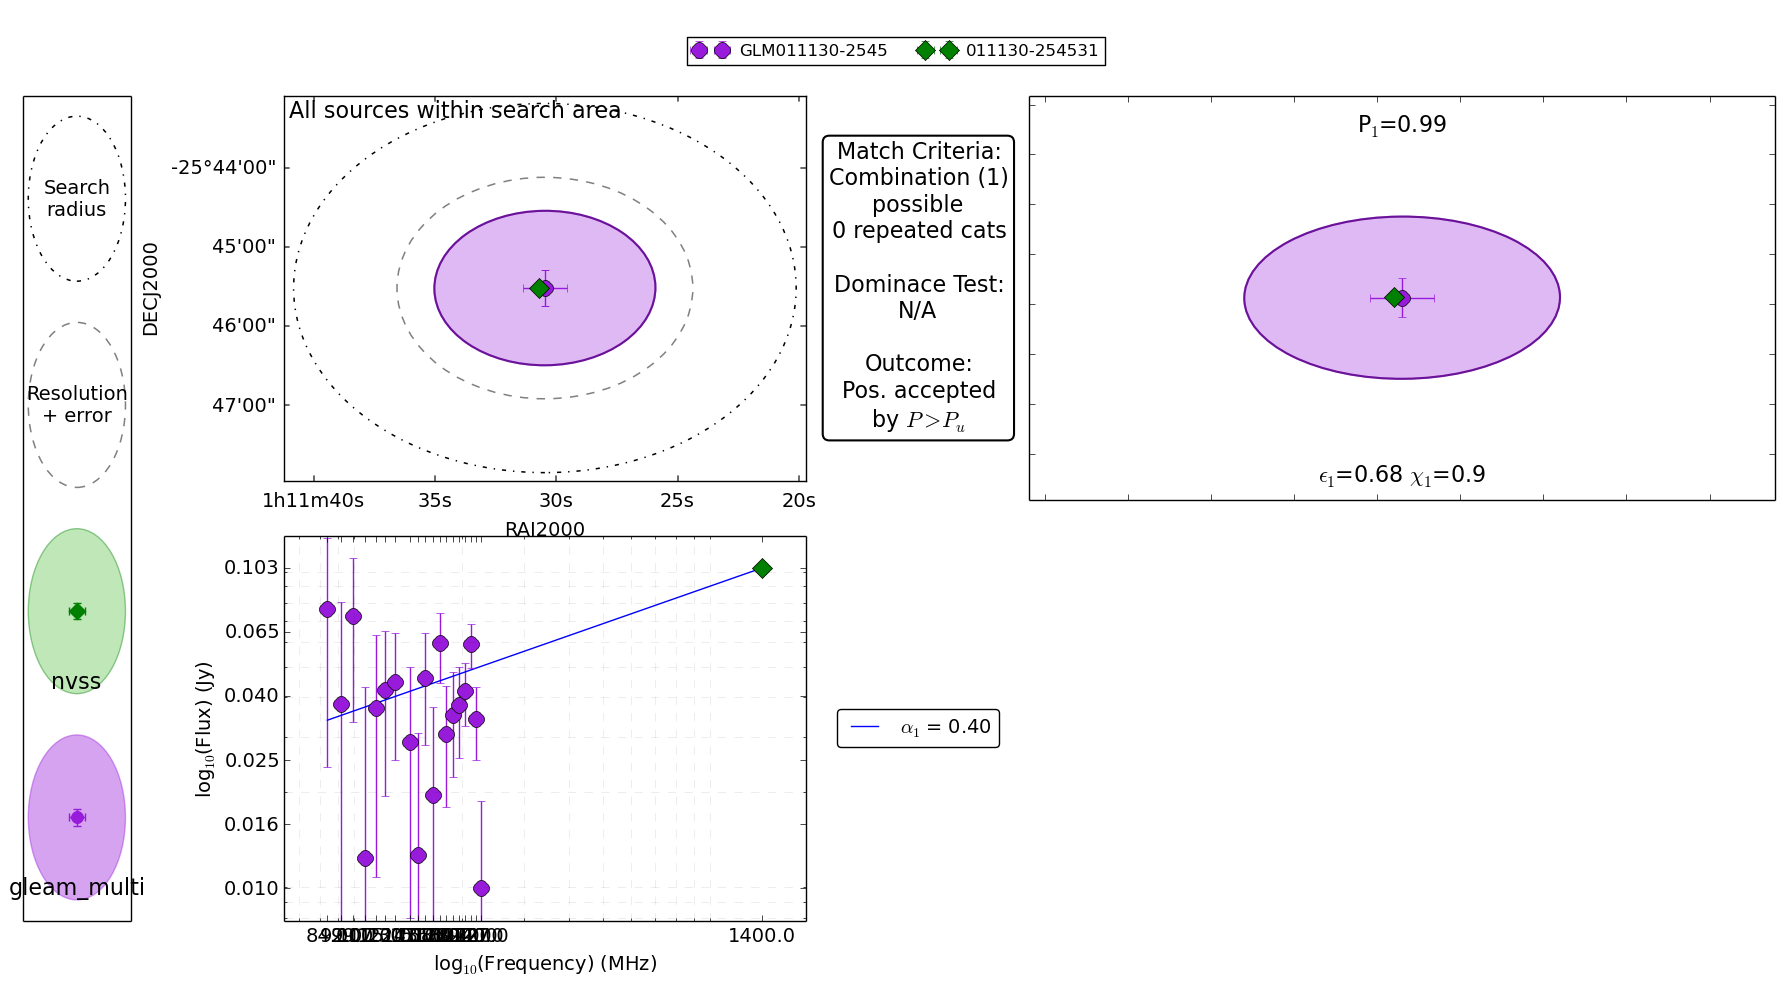 GLM011130-2545
011130-254531
Search
radius
Resolution
+ error
nvss
gleam_multi
All sources within search area
DECJ2000
-25°44'00"
45'00"
46'00"
47'00"
1h11m40s
35s
30s
25s
20s
RAJ2000
Match Criteria:
Combination (1)
possible
0 repeated cats
Dominace Test:
N/A
Outcome:
Pos. accepted
by P>Pu
P1=0.99
ϵ1=0.68 χ1=0.9
log10(Flux) (Jy)
0.103
0.065
0.040
0.025
0.016
0.010
1400.0
log10(Frequency) (MHz)
α1 = 0.40